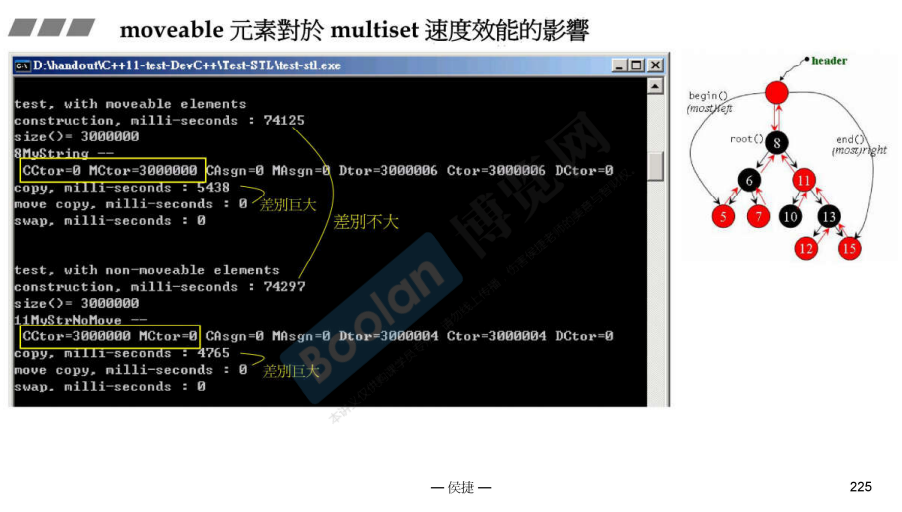 moveable 元素對於 multiset 速度效能的影響
D:\handout\C++11-test-DevC++\Test-STL\test-stl.exe
test, with moveable elements
construction, milli-seconds : 74125
size()= 3000000
8MyString --
CCtor=0 MCtor=3000000 CAsgn=0 MAsgn=0 Dtor=3000006 Ctor=3000006 DCtor=0
copy, milli-seconds : 5438
move copy, milli-seconds : 0 差別巨大
swap, milli-seconds : 0
差別不大
test, with non-moveable elements
construction, milli-seconds : 74297
size()= 3000000
11MyStrNoMove --
CCtor=3000000 MCtor=0 CAsgn=0 MAsgn=0 Dtor=3000004 Ctor=3000004 DCtor=0
copy, milli-seconds : 4765
move copy, milli-seconds : 0 差別巨大
swap, milli-seconds : 0
header
begin()
(most)left
root()
end()
(most)right
8
6
11
5
7
10
13
12
15
Boolan 博览网
— 侯捷 —
225